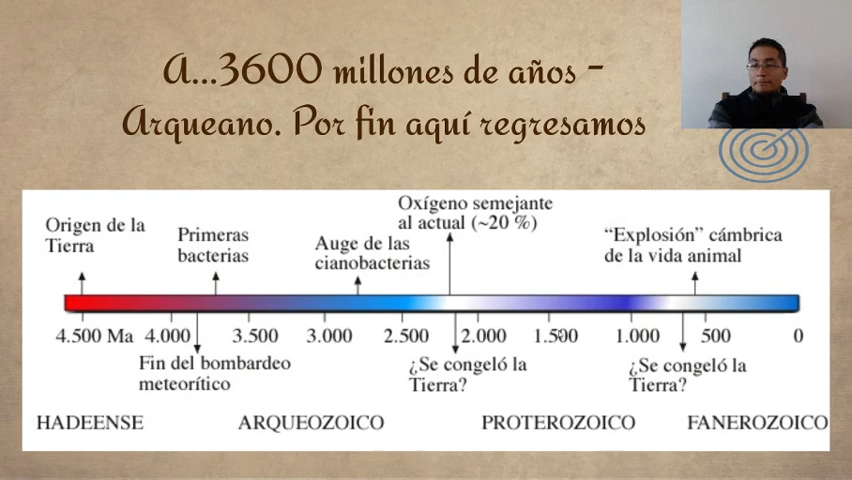 A...3600 millones de años -
Arqueano. Por fin aquí regresamos
Origen de la
Tierra
Primeras
bacterias
Auge de las
cianobacterias
Oxígeno semejante
al actual (~20 %)
“Explosión” cámbrica
de la vida animal
4.500 Ma 4.000 3.500 3.000 2.500 2.000 1.500 1.000 500 0
Fin del bombardeo
meteorítico
¿Se congeló la
Tierra?
¿Se congeló la
Tierra?
HADEENSE ARQUEOZOICO PROTEROZOICO FANEROZOICO